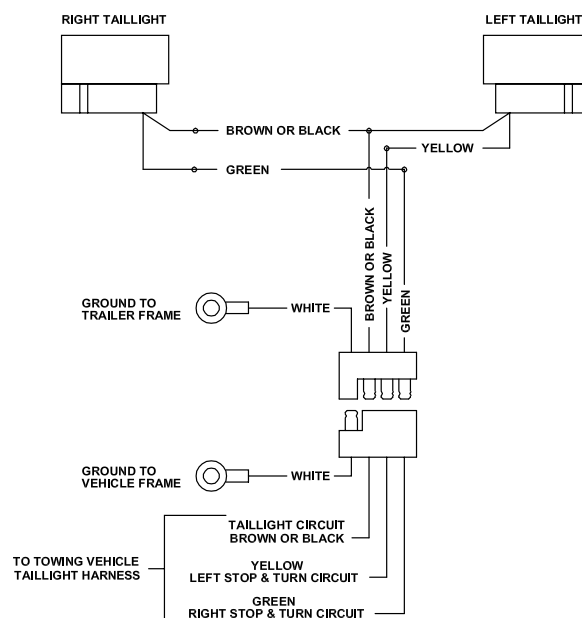 RIGHT TAILLIGHT
LEFT TAILLIGHT
BROWN OR BLACK
YELLOW
GREEN
BROWN OR BLACK
YELLOW
GREEN
GROUND TO
TRAILER FRAME
WHITE
GROUND TO
VEHICLE FRAME
WHITE
TAILLIGHT CIRCUIT
BROWN OR BLACK
TO TOWING VEHICLE
TAILLIGHT HARNESS
YELLOW
LEFT STOP & TURN CIRCUIT
GREEN
RIGHT STOP & TURN CIRCUIT